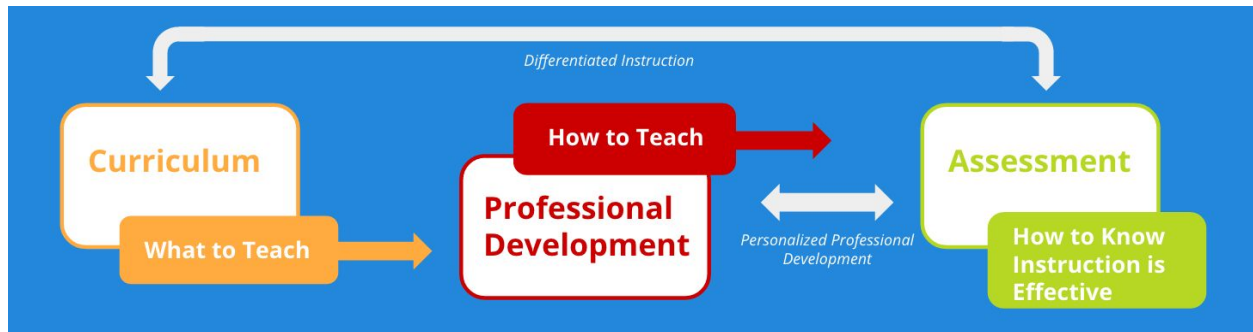 Differentiated Instruction
Curriculum
What to Teach
How to Teach
Professional
Development
Personalized Professional
Development
Assessment
How to Know
Instruction is
Effective